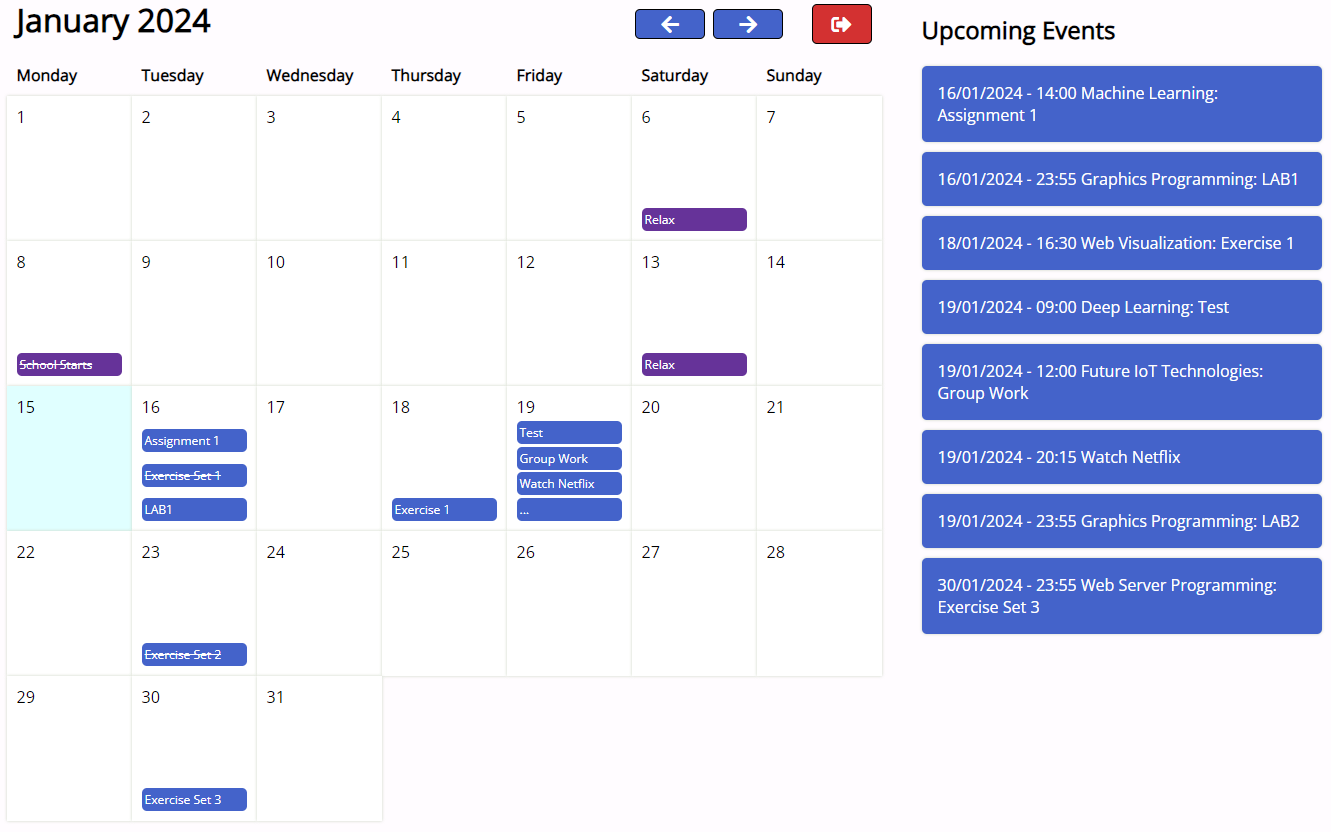 January 2024
Monday Tuesday Wednesday Thursday Friday Saturday Sunday
1 2 3 4 5 6 7
Relax
8 9 10 11 12 13 14
School Starts Relax
15 16 17 18 19 20 21
Test
Assignment 1
Group Work
Exercise Set 1
Watch Netflix
LAB1 Exercise 1 ...
22 23 24 25 26 27 28
Exercise Set 2
29 30 31
Exercise Set 3
Upcoming Events
16/01/2024 - 14:00 Machine Learning:
Assignment 1
16/01/2024 - 23:55 Graphics Programming: LAB1
18/01/2024 - 16:30 Web Visualization: Exercise 1
19/01/2024 - 09:00 Deep Learning: Test
19/01/2024 - 12:00 Future IoT Technologies:
Group Work
19/01/2024 - 20:15 Watch Netflix
19/01/2024 - 23:55 Graphics Programming: LAB2
30/01/2024 - 23:55 Web Server Programming:
Exercise Set 3